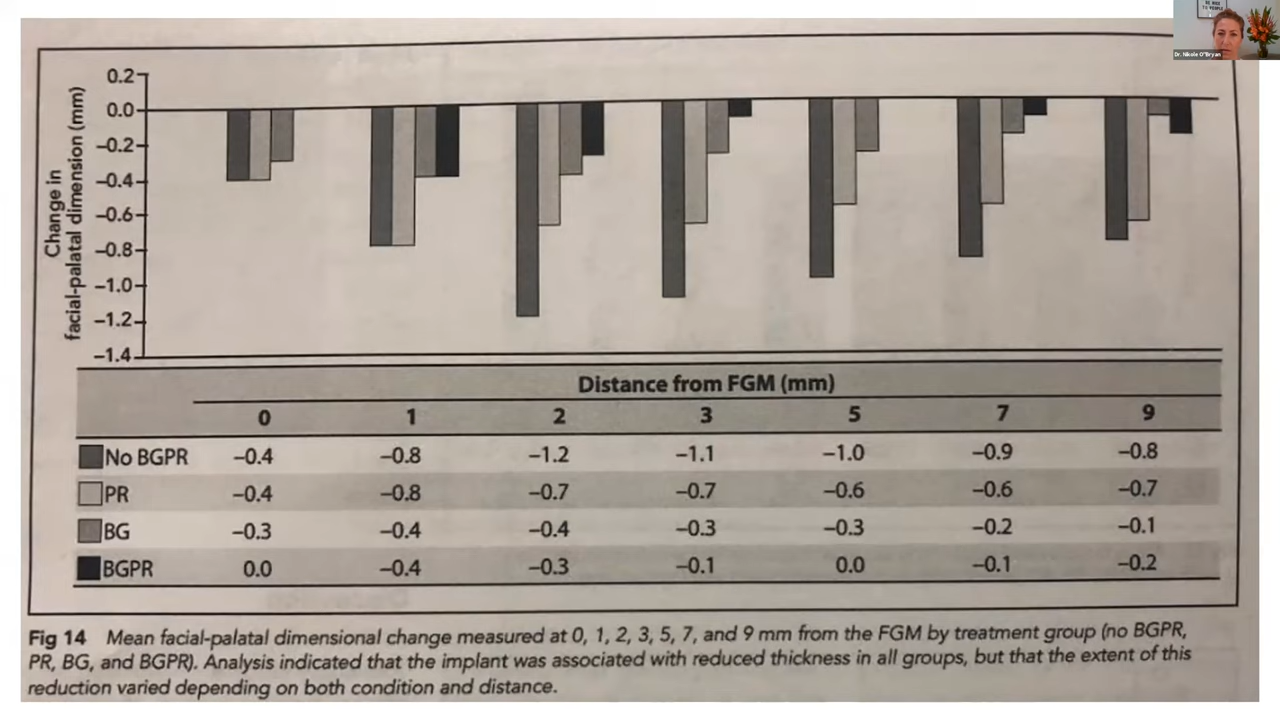 BE NICE
TO PEOPLE
Dr. Nikole O'Bryan
Change in
facial-palatal dimension (mm)
0.2
0.0
−0.2
−0.4
−0.6
−0.8
−1.0
−1.2
−1.4
Distance from FGM (mm)
0 1 2 3 5 7 9
No BGPR −0.4 −0.8 −1.2 −1.1 −1.0 −0.9 −0.8
PR −0.4 −0.8 −0.7 −0.7 −0.6 −0.6 −0.7
BG −0.3 −0.4 −0.4 −0.3 −0.3 −0.2 −0.1
BGPR 0.0 −0.4 −0.3 −0.1 0.0 −0.1 −0.2
Fig 14 Mean facial-palatal dimensional change measured at 0, 1, 2, 3, 5, 7, and 9 mm from the FGM by treatment group (no BGPR,
PR, BG, and BGPR). Analysis indicated that the implant was associated with reduced thickness in all groups, but that the extent of this
reduction varied depending on both condition and distance.